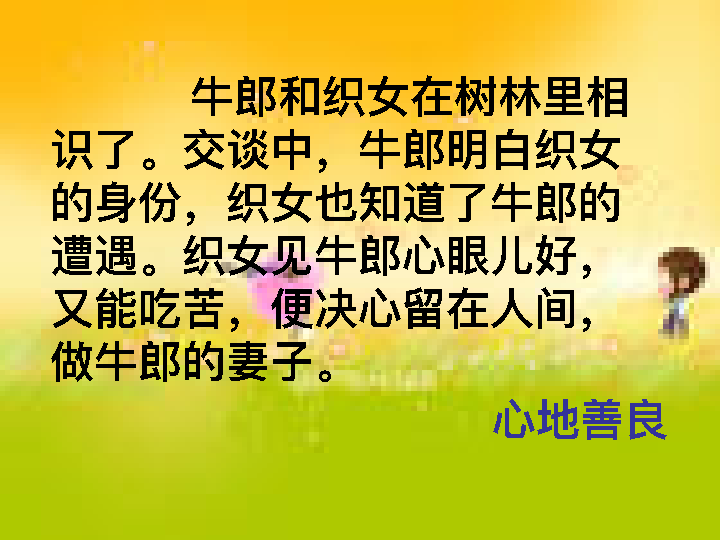 牛郎和织女在树林里相
识了。交谈中，牛郎明白织女
的身份，织女也知道了牛郎的
遭遇。织女见牛郎心眼儿好，
又能吃苦，便决心留在人间，
做牛郎的妻子。
心地善良